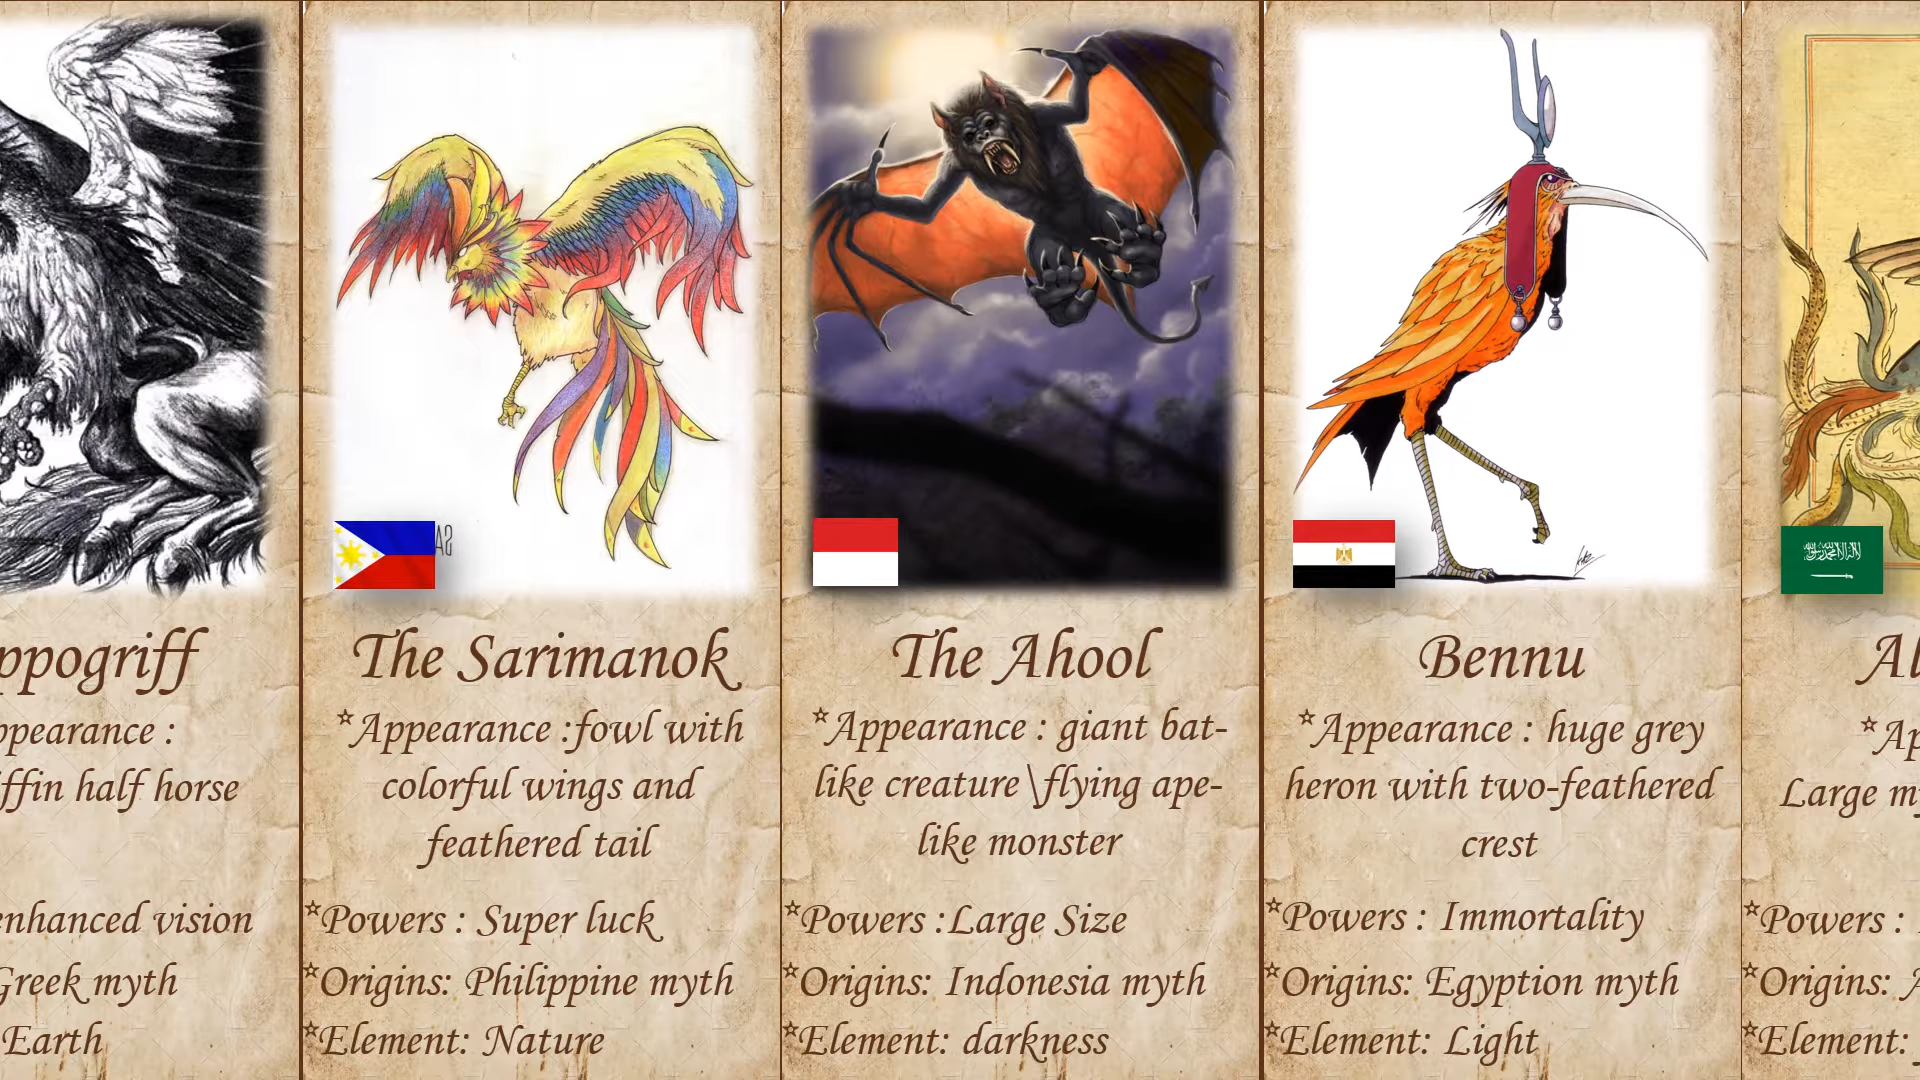 ppogriff
ppearance :
iffin half horse
enhanced vision
Greek myth
Earth
The Sarimanok
*Appearance :fowl with
colorful wings and
feathered tail
*Powers : Super luck
*Origins: Philippine myth
*Element: Nature
The Ahool
*Appearance : giant bat-
like creature \flying ape-
like monster
*Powers :Large Size
*Origins: Indonesia myth
*Element: darkness
Bennu
*Appearance : huge grey
heron with two-feathered
crest
*Powers : Immortality
*Origins: Egyption myth
*Element: Light
Al
*Ap
Large m
*Powers :
*Origins: A
*Element: